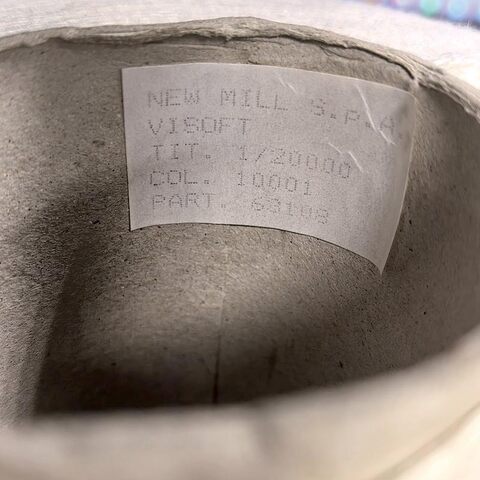 NEW MILL S.P.A.
VISOFT
TIT. 1/20000
COL. 10001
PART. 63108